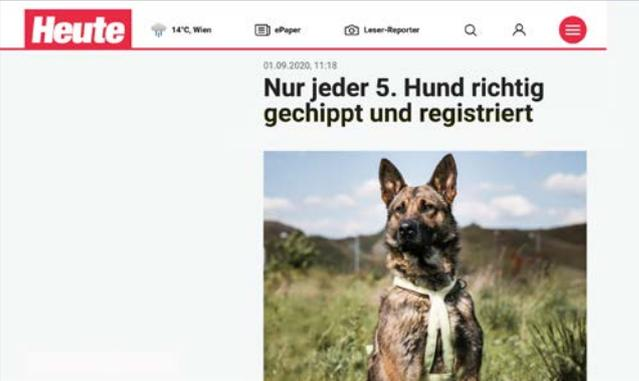 Heute
14°C, Wien
ePaper
Leser-Reporter
01.09.2020, 11:18
Nur jeder 5. Hund richtig
gechippt und registriert